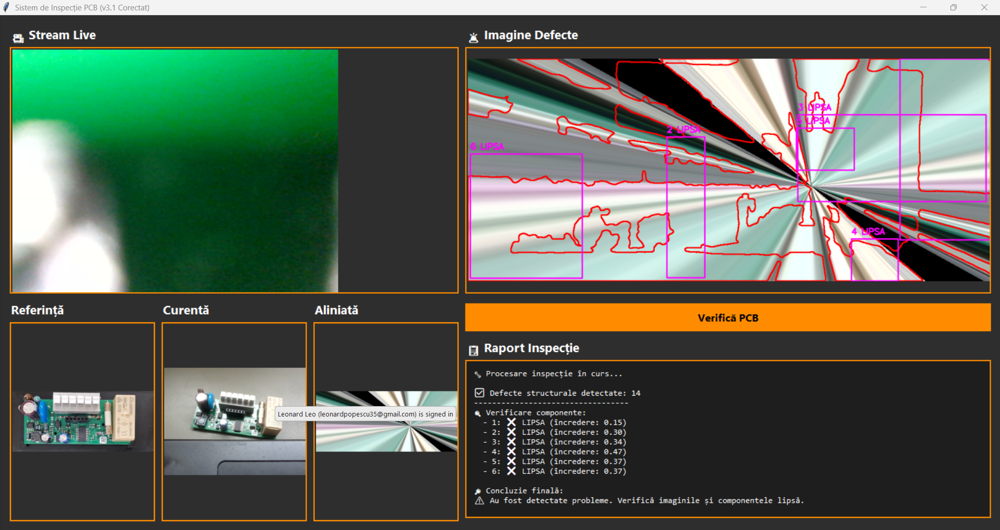 Sistem de Inspecție PCB (v3.1 Corectat)
Stream Live
Imagine Defecte
3 LIPSA
5 LIPSA
2 LIPSA
6 LIPSA
4 LIPSA
Referință
Curentă
Aliniată
Leonard Leo (leonardpopescu35@gmail.com) is signed in
Verifică PCB
Raport Inspecție
Procesare inspecție în curs...
Defecte structurale detectate: 14
----------------------------------
Verificare componente:
- 1: ❌ LIPSA (încredere: 0.15)
- 2: ❌ LIPSA (încredere: 0.30)
- 3: ❌ LIPSA (încredere: 0.34)
- 4: ❌ LIPSA (încredere: 0.47)
- 5: ❌ LIPSA (încredere: 0.37)
- 6: ❌ LIPSA (încredere: 0.37)
Concluzie finală:
⚠ Au fost detectate probleme. Verifică imaginile și componentele lipsă.